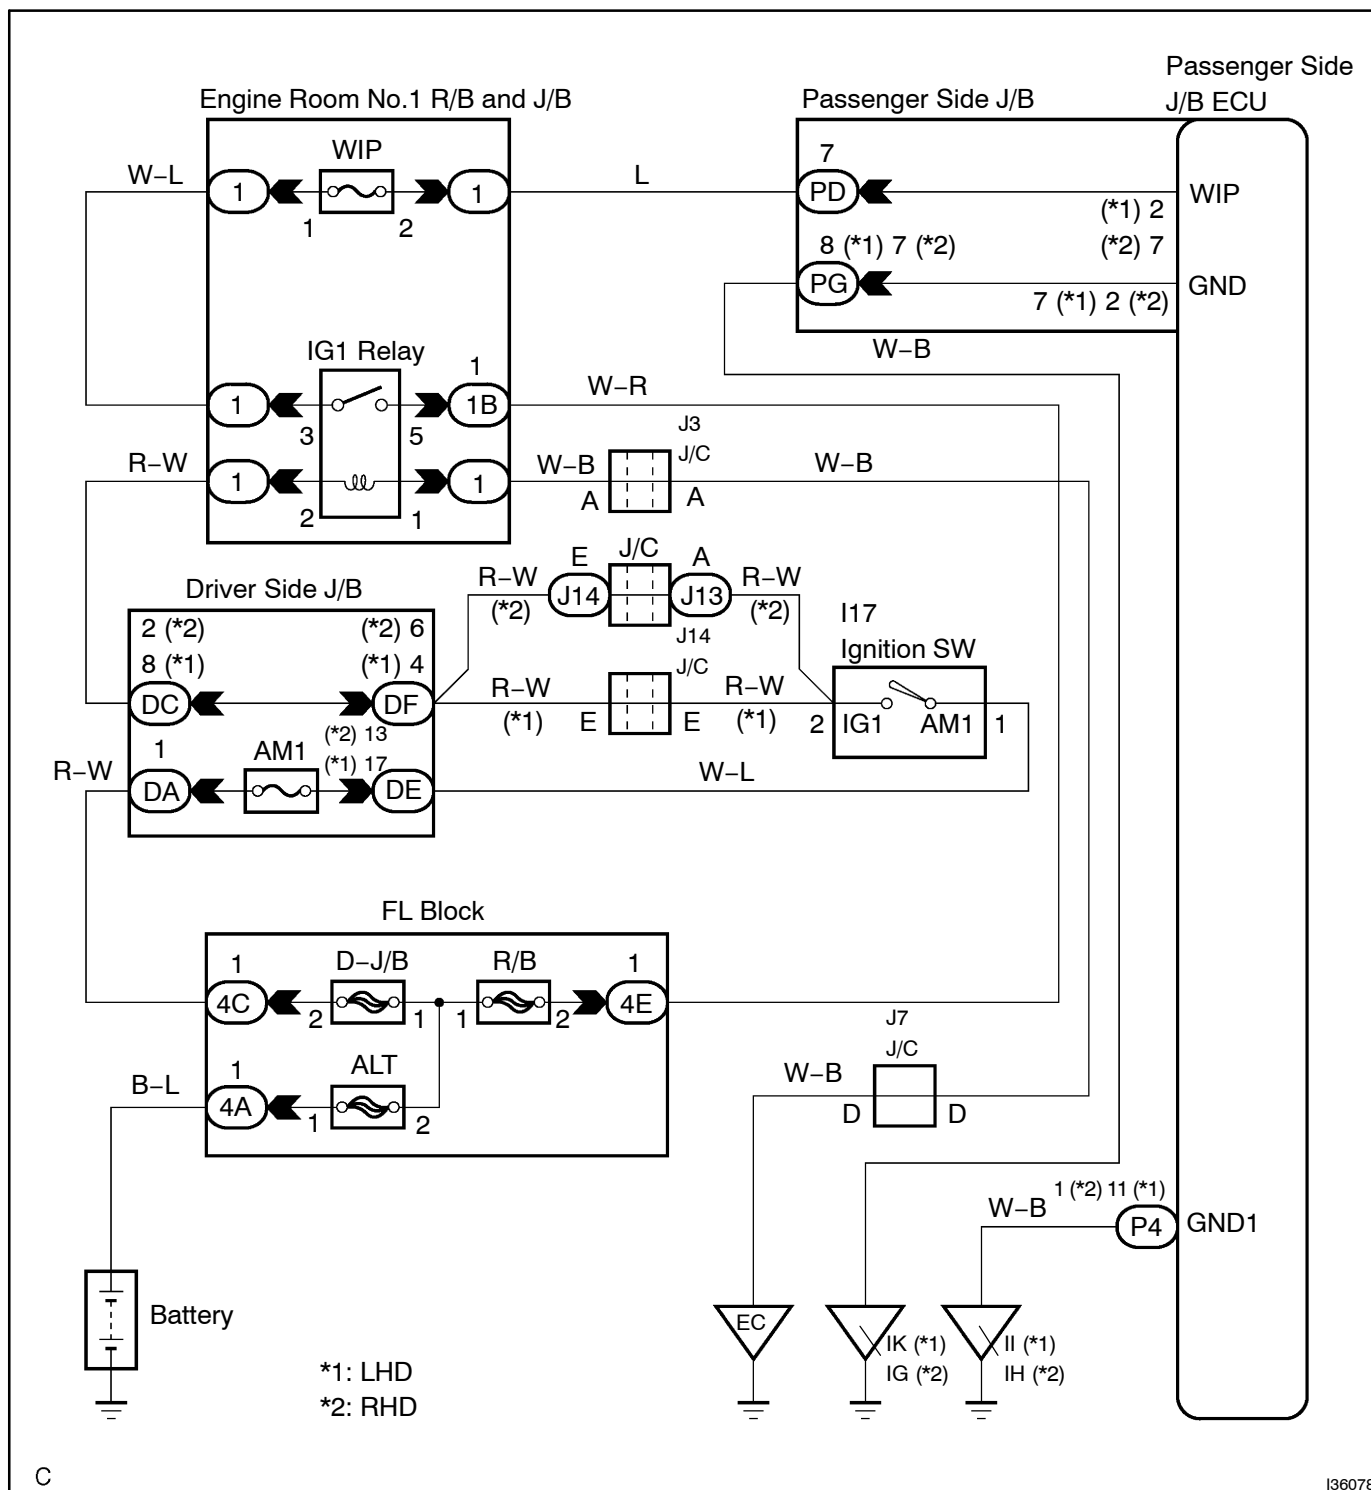 Passenger Side
J/B ECU
Engine Room No.1 R/B and J/B
Passenger Side J/B
WIP
7
W–L
1
1
L
PD
WIP
1
2
(*1) 2
8 (*1) 7 (*2)
(*2) 7
PG
GND
7 (*1) 2 (*2)
W–B
IG1 Relay
1
W–R
1
1B
3
5
J3
J/C
R–W
1
1
W–B
W–B
A
A
2
1
E
J/C
A
R–W
J14
J13
R–W
(*2)
(*2)
Driver Side J/B
I17
2 (*2)
(*2) 6
J14
Ignition SW
8 (*1)
(*1) 4
J/C
DC
DF
R–W
R–W
(*1)
E
E
(*1)
2
IG1
AM1
1
1
AM1
(*2) 13
(*1) 17
R–W
DA
DE
W–L
FL Block
1
D–J/B
R/B
1
4C
4E
2
1
1
2
J7
J/C
1
ALT
W–B
B–L
4A
1
2
D
D
1 (*2) 11 (*1)
W–B
P4
GND1
Battery
EC
IK (*1)
IG (*2)
II (*1)
IH (*2)
*1: LHD
*2: RHD
C
I36078